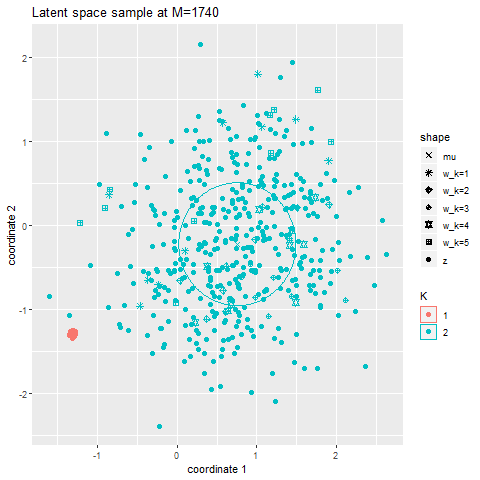 Latent space sample at M=1740
2
1
0
-1
-2
-1
0
1
2
coordinate 1
coordinate 2
shape
mu
w_k=1
w_k=2
w_k=3
w_k=4
w_k=5
z
K
1
2